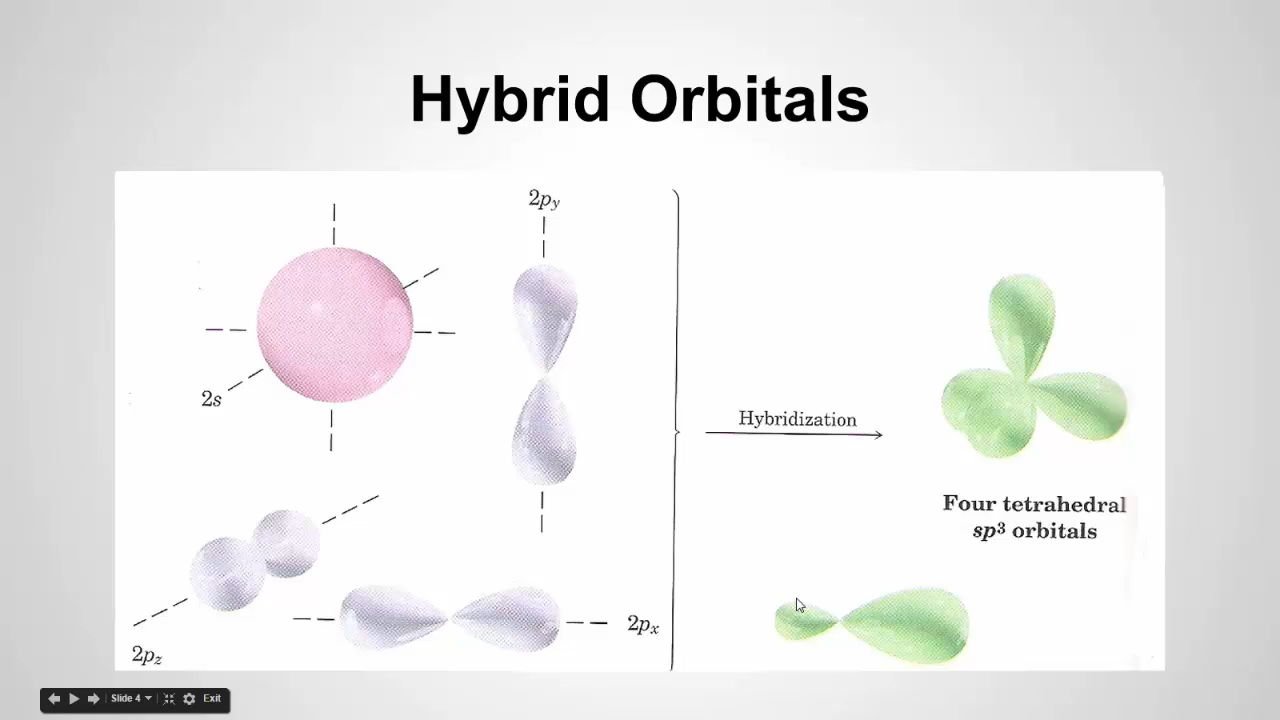 Hybrid Orbitals
2py
2s
Hybridization
Four tetrahedral
sp³ orbitals
2px
2pz
Slide 4
Exit